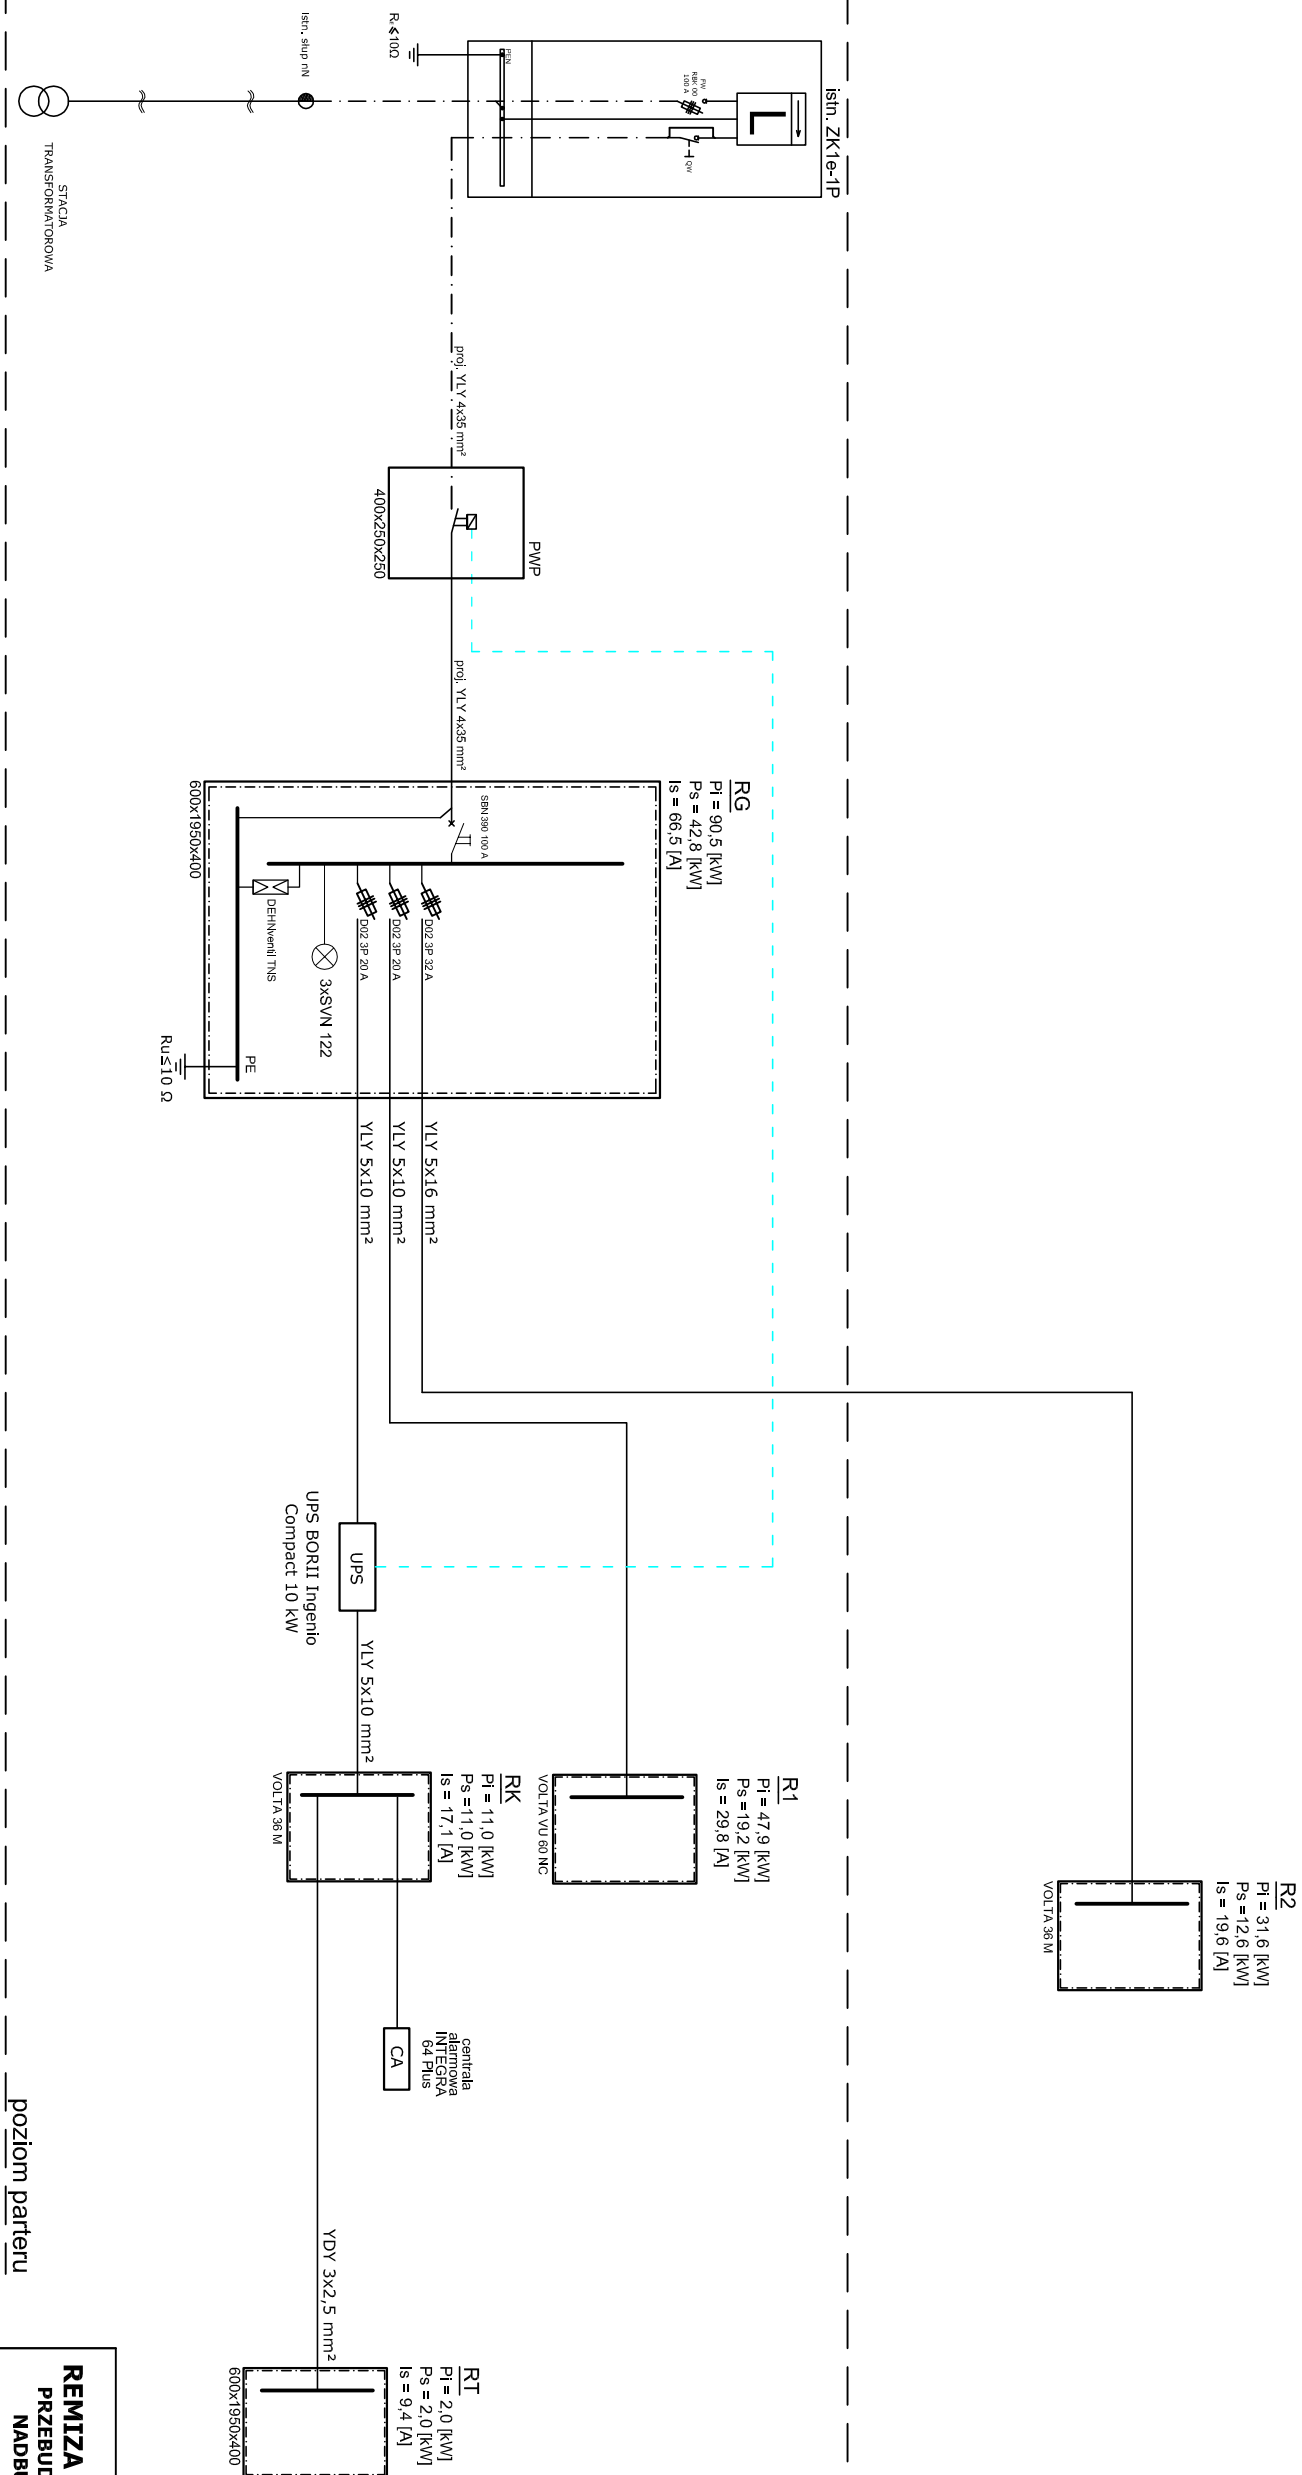 istn. ZK1e-1P
FW
RBK 00
100 A
QW
PEN
Istn. słup nN
STACJA
TRANSFORMATOROWA
proj. YLY 4x35 mm²
PWP
400x250x250
proj. YLY 4x35 mm²
RG
Pi = 90,5 [kW]
Ps = 42,8 [kW]
Is = 66,5 [A]
SBN 390 100 A
D02 3P 32 A
D02 3P 20 A
D02 3P 20 A
3xSVN 122
DEHNventil TNS
PE
600x1950x400
Ru≤10 Ω
YLY 5x16 mm²
YLY 5x10 mm²
YLY 5x10 mm²
UPS
UPS BORII Ingenio
Compact 10 kW
YLY 5x10 mm²
R2
Pi = 31,6 [kW]
Ps =12,6 [kW]
Is = 19,6 [A]
VOLTA 36 M
R1
Pi = 47,9 [kW]
Ps =19,2 [kW]
Is = 29,8 [A]
VOLTA VU 60 NC
RK
Pi = 11,0 [kW]
Ps =11,0 [kW]
Is = 17,1 [A]
VOLTA 36 M
centrala
alarmowa
INTEGRA
64 Plus
CA
YDY 3x2,5 mm²
RT
Pi = 2,0 [kW]
Ps = 2,0 [kW]
Is = 9,4 [A]
600x1950x400
poziom parteru
REMIZA
PRZEBUD
NADBU